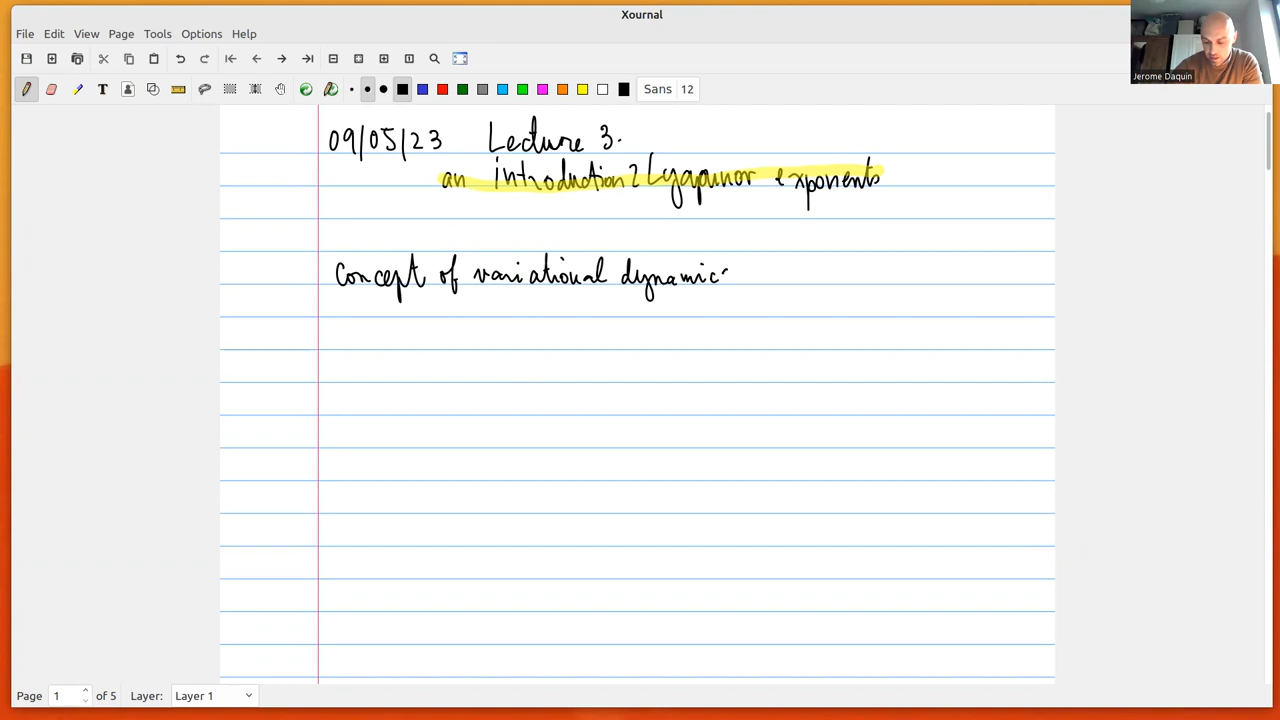 Xournal
File Edit View Page Tools Options Help
Sans 12
Jerome Daquin
09/05/23 Lecture 3.
an introduction 2 Lyapunov exponents
Concept of variational dynamics
Page 1 of 5 Layer: Layer 1